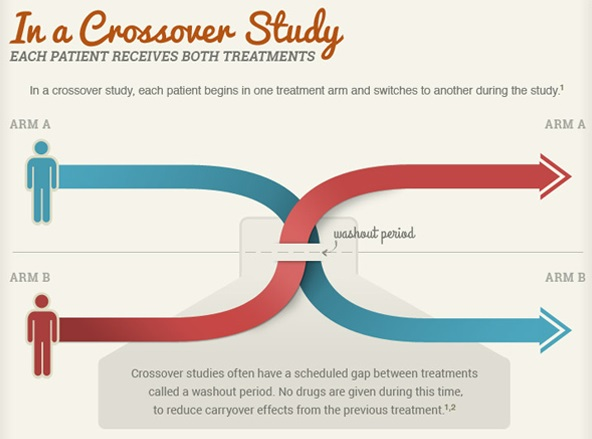 In a Crossover Study
EACH PATIENT RECEIVES BOTH TREATMENTS
In a crossover study, each patient begins in one treatment arm and switches to another during the study.¹
ARM A
ARM A
washout period
ARM B
ARM B
Crossover studies often have a scheduled gap between treatments
called a washout period. No drugs are given during this time,
to reduce carryover effects from the previous treatment.¹,²